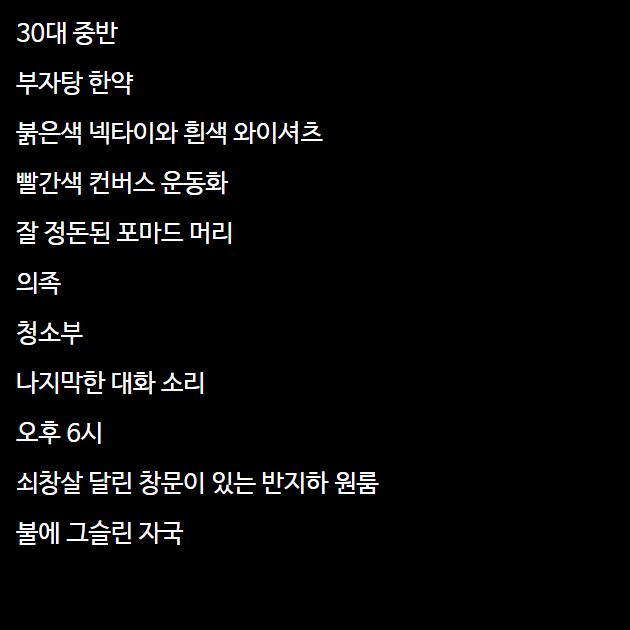 30대 중반
부자탕 한약
붉은색 넥타이와 흰색 와이셔츠
빨간색 컨버스 운동화
잘 정돈된 포마드 머리
의족
청소부
나지막한 대화 소리
오후 6시
쇠창살 달린 창문이 있는 반지하 원룸
불에 그슬린 자국